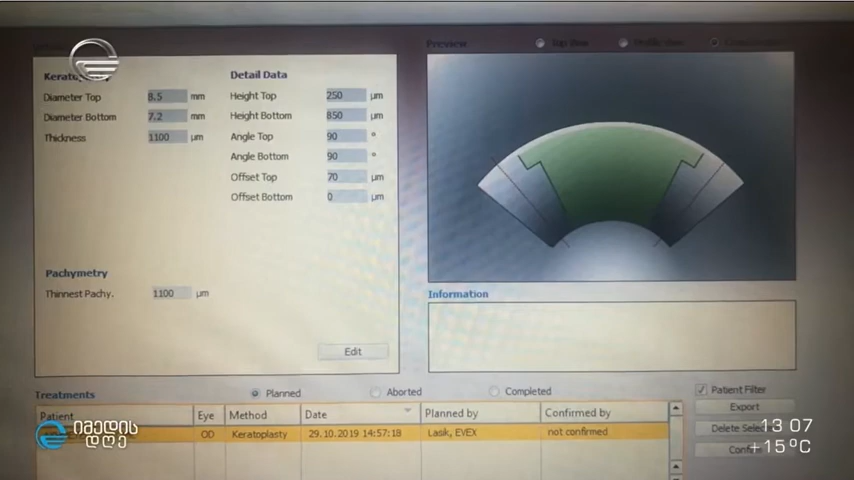 Preview
Top View
Detail Data
Diameter Top 8.5 mm
Height Top 250 µm
Diameter Bottom 7.2 mm
Height Bottom 850 µm
Thickness 1100 µm
Angle Top 90 °
Angle Bottom 90 °
Offset Top 70 µm
Offset Bottom 0 µm
Pachymetry
Thinnest Pachy. 1100 µm
Information
Edit
Treatments
Planned
Aborted
Completed
Patient Filter
Export
Patient Eye Method Date Planned by Confirmed by
OD Keratoplasty 29.10.2019 14:57:18 Lasik, EVEX not confirmed
Delete
იმედის
დღე
13 07
+15°C